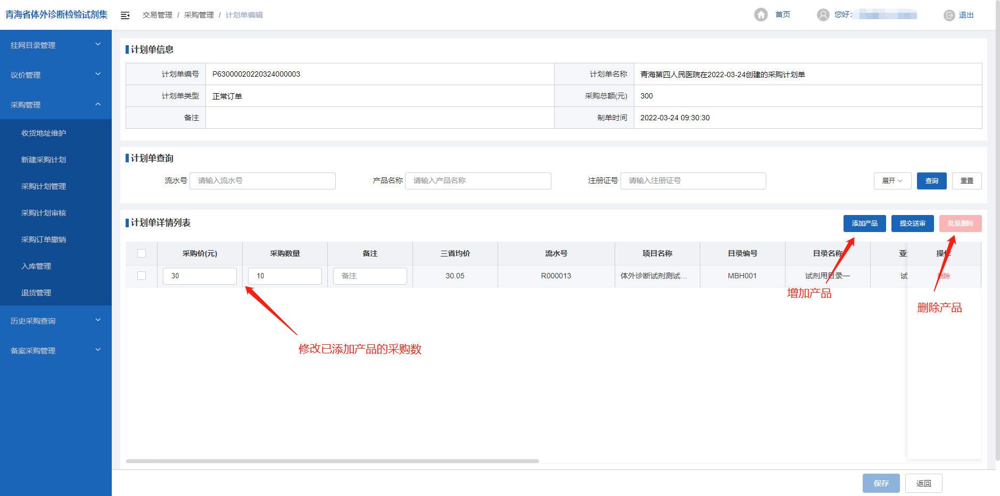 青海省体外诊断检验试剂集
交易管理 / 采购管理 / 计划单编辑
首页
您好:
退出
挂网目录管理
议价管理
采购管理
收货地址维护
新建采购计划
采购计划管理
采购计划审核
采购订单撤销
入库管理
退货管理
历史采购查询
备案采购管理
计划单信息
计划单编号 P63000020220324000003 计划单名称 青海第四人民医院在2022-03-24创建的采购计划单
计划单类型 正常订单 采购总额(元) 300
备注 制单时间 2022-03-24 09:30:30
计划单查询
流水号 请输入流水号 产品名称 请输入产品名称 注册证号 请输入注册证号 展开 查询 重置
计划单详情列表 添加产品 提交送审 批量删除
采购价(元) 采购数量 备注 三省均价 流水号 项目名称 目录编号 目录名称 亚 操作
30 10 备注 30.05 R000013 体外诊断试剂测试... MBH001 试剂用目录一 试 删除
增加产品
删除产品
修改已添加产品的采购数
保存 返回